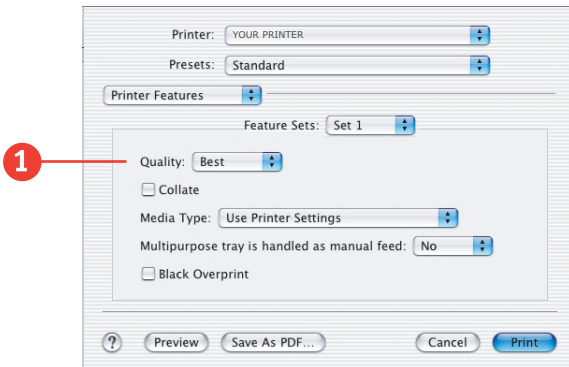 Printer: YOUR PRINTER
Presets: Standard
Printer Features
Feature Sets: Set 1
1 Quality: Best
Collate
Media Type: Use Printer Settings
Multipurpose tray is handled as manual feed: No
Black Overprint
? Preview Save As PDF... Cancel Print